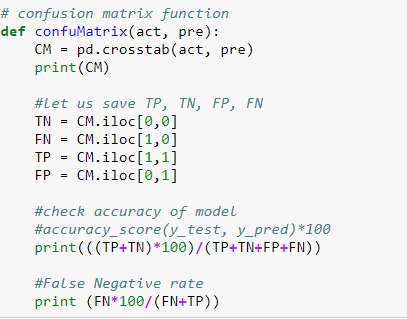 # confusion matrix function
def confuMatrix(act, pre):
    CM = pd.crosstab(act, pre)
    print(CM)

    #let us save TP, TN, FP, FN
    TN = CM.iloc[0,0]
    FN = CM.iloc[1,0]
    TP = CM.iloc[1,1]
    FP = CM.iloc[0,1]

    #check accuracy of model
    #accuracy_score(y_test, y_pred)*100
    print(((TP+TN)*100)/(TP+TN+FP+FN))

    #False Negative rate
    print (FN*100/(FN+TP))